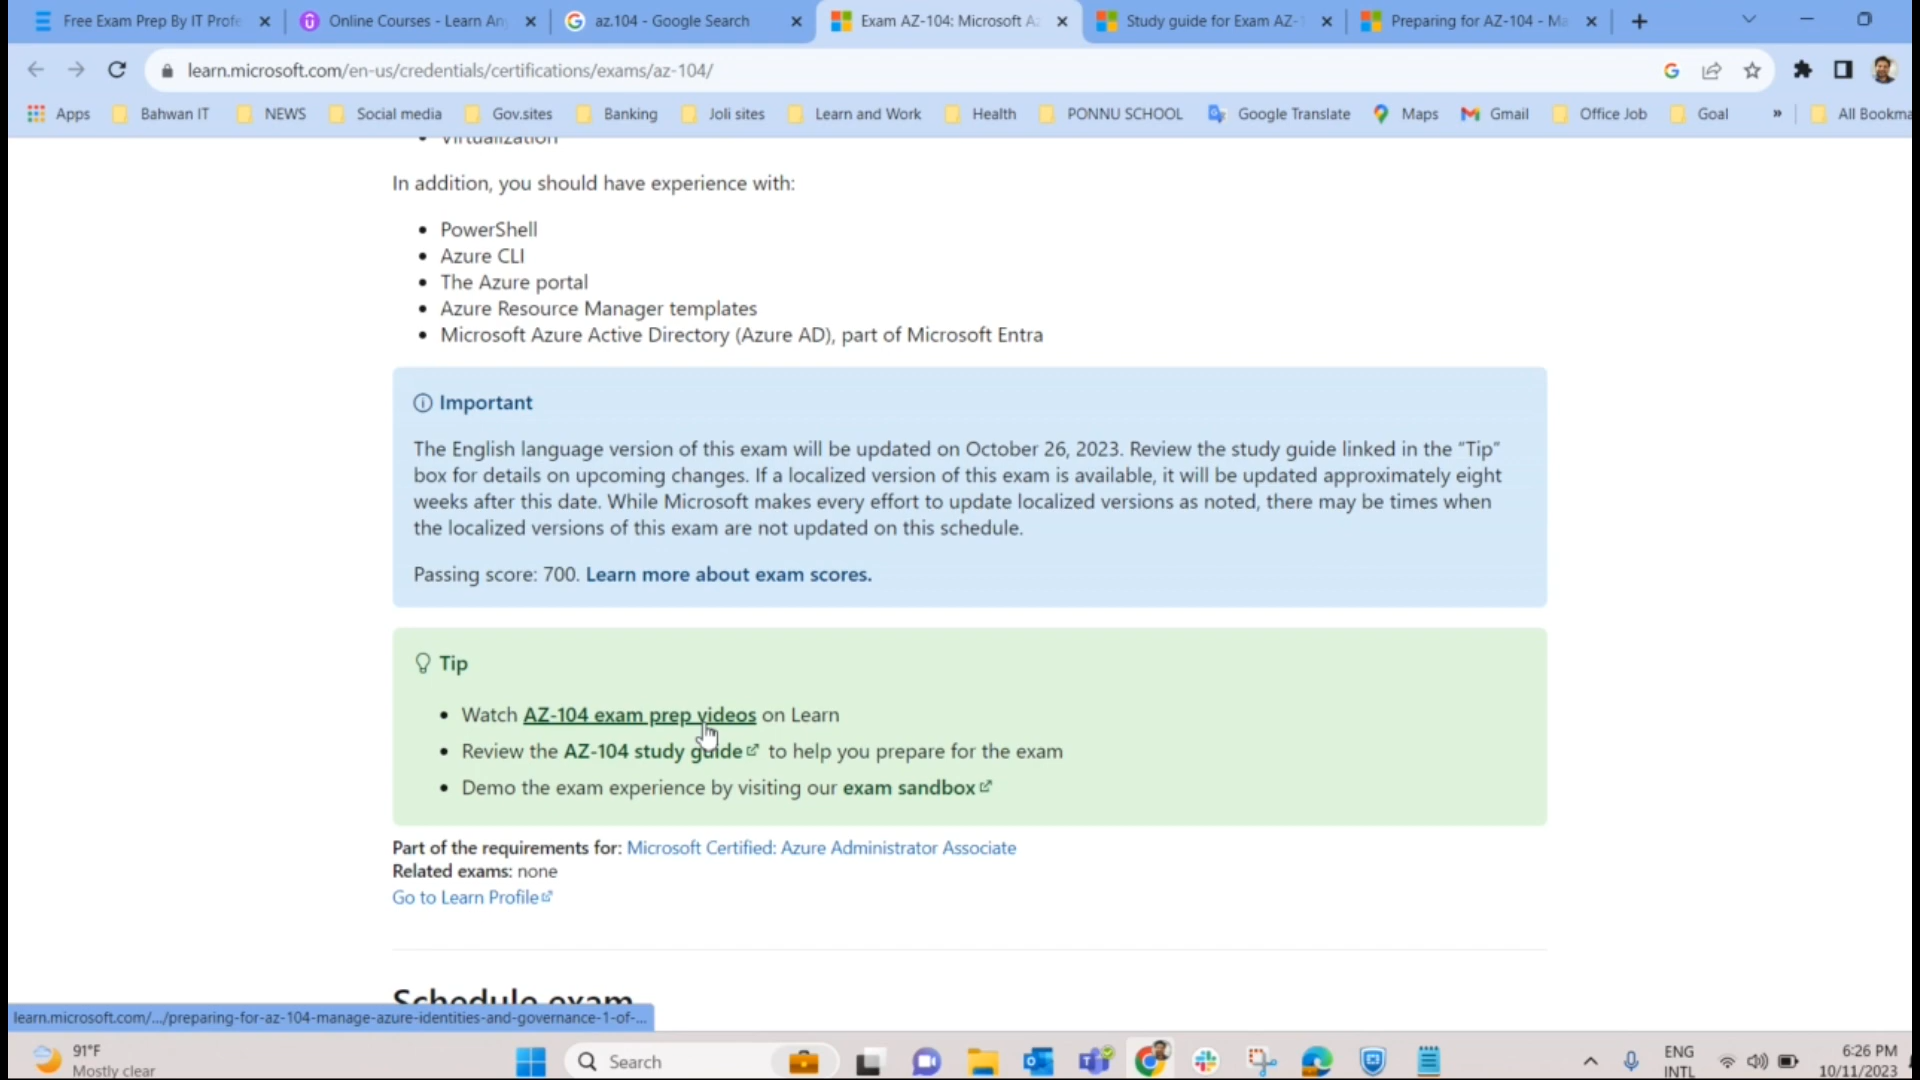 Free Exam Prep By IT Profe
Online Courses - Learn An
az.104 - Google Search
Exam AZ-104: Microsoft A
Study guide for Exam AZ-1
Preparing for AZ-104 - Ma
learn.microsoft.com/en-us/credentials/certifications/exams/az-104/
Apps
Bahwan IT
NEWS
Social media
Gov.sites
Banking
Joli sites
Learn and Work
Health
PONNU SCHOOL
Google Translate
Maps
Gmail
Office Job
Goal
»
All Bookma
• Virtualization
In addition, you should have experience with:
• PowerShell
• Azure CLI
• The Azure portal
• Azure Resource Manager templates
• Microsoft Azure Active Directory (Azure AD), part of Microsoft Entra
Important
The English language version of this exam will be updated on October 26, 2023. Review the study guide linked in the “Tip”
box for details on upcoming changes. If a localized version of this exam is available, it will be updated approximately eight
weeks after this date. While Microsoft makes every effort to update localized versions as noted, there may be times when
the localized versions of this exam are not updated on this schedule.
Passing score: 700. Learn more about exam scores.
Tip
• Watch AZ-104 exam prep videos on Learn
• Review the AZ-104 study guide to help you prepare for the exam
• Demo the exam experience by visiting our exam sandbox
Part of the requirements for: Microsoft Certified: Azure Administrator Associate
Related exams: none
Go to Learn Profile
Schedule exam
learn.microsoft.com/.../preparing-for-az-104-manage-azure-identities-and-governance-1-of-...
91°F
Mostly clear
Search
ENG
INTL
6:26 PM
10/11/2023